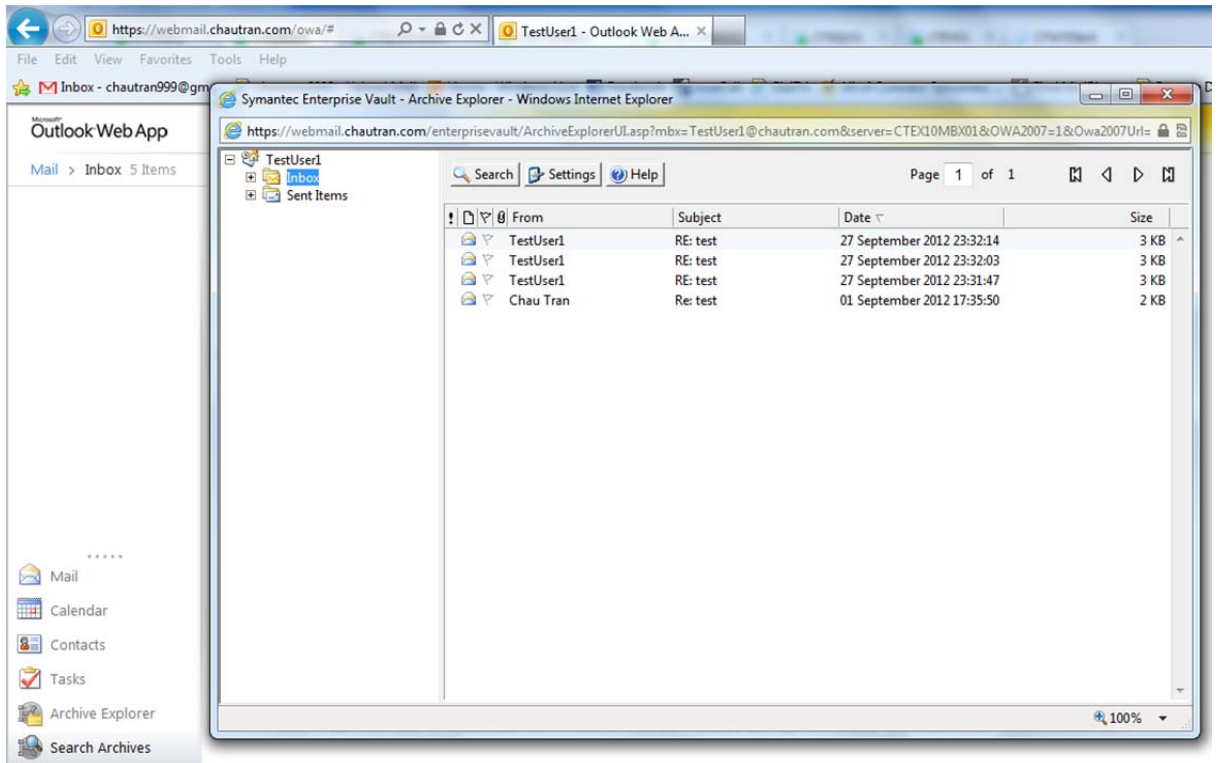 https://webmail.chautran.com/owa/#
TestUser1 - Outlook Web A...
File Edit View Favorites Tools Help
Inbox - chautran999@gm
Symantec Enterprise Vault - Archive Explorer - Windows Internet Explorer
https://webmail.chautran.com/enterprisevault/ArchiveExplorerUI.asp?mbx=TestUser1@chautran.com&server=CTEX10MBX01&OWA2007=1&Owa2007Url=
Microsoft
Outlook Web App
Mail > Inbox 5 Items
TestUser1
Inbox
Sent Items
Search Settings Help
Page 1 of 1
! From Subject Date Size
TestUser1 RE: test 27 September 2012 23:32:14 3 KB
TestUser1 RE: test 27 September 2012 23:32:03 3 KB
TestUser1 RE: test 27 September 2012 23:31:47 3 KB
Chau Tran Re: test 01 September 2012 17:35:50 2 KB
Mail
Calendar
Contacts
Tasks
Archive Explorer
Search Archives
100%